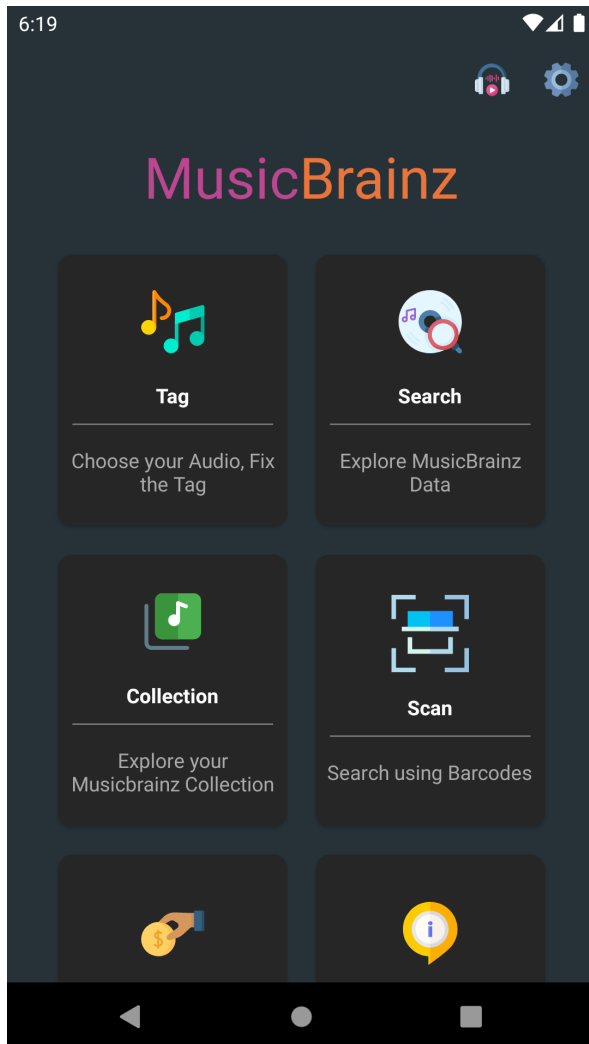 6:19
MusicBrainz
Tag
Choose your Audio, Fix
the Tag
Search
Explore MusicBrainz
Data
Collection
Explore your
Musicbrainz Collection
Scan
Search using Barcodes
$
i